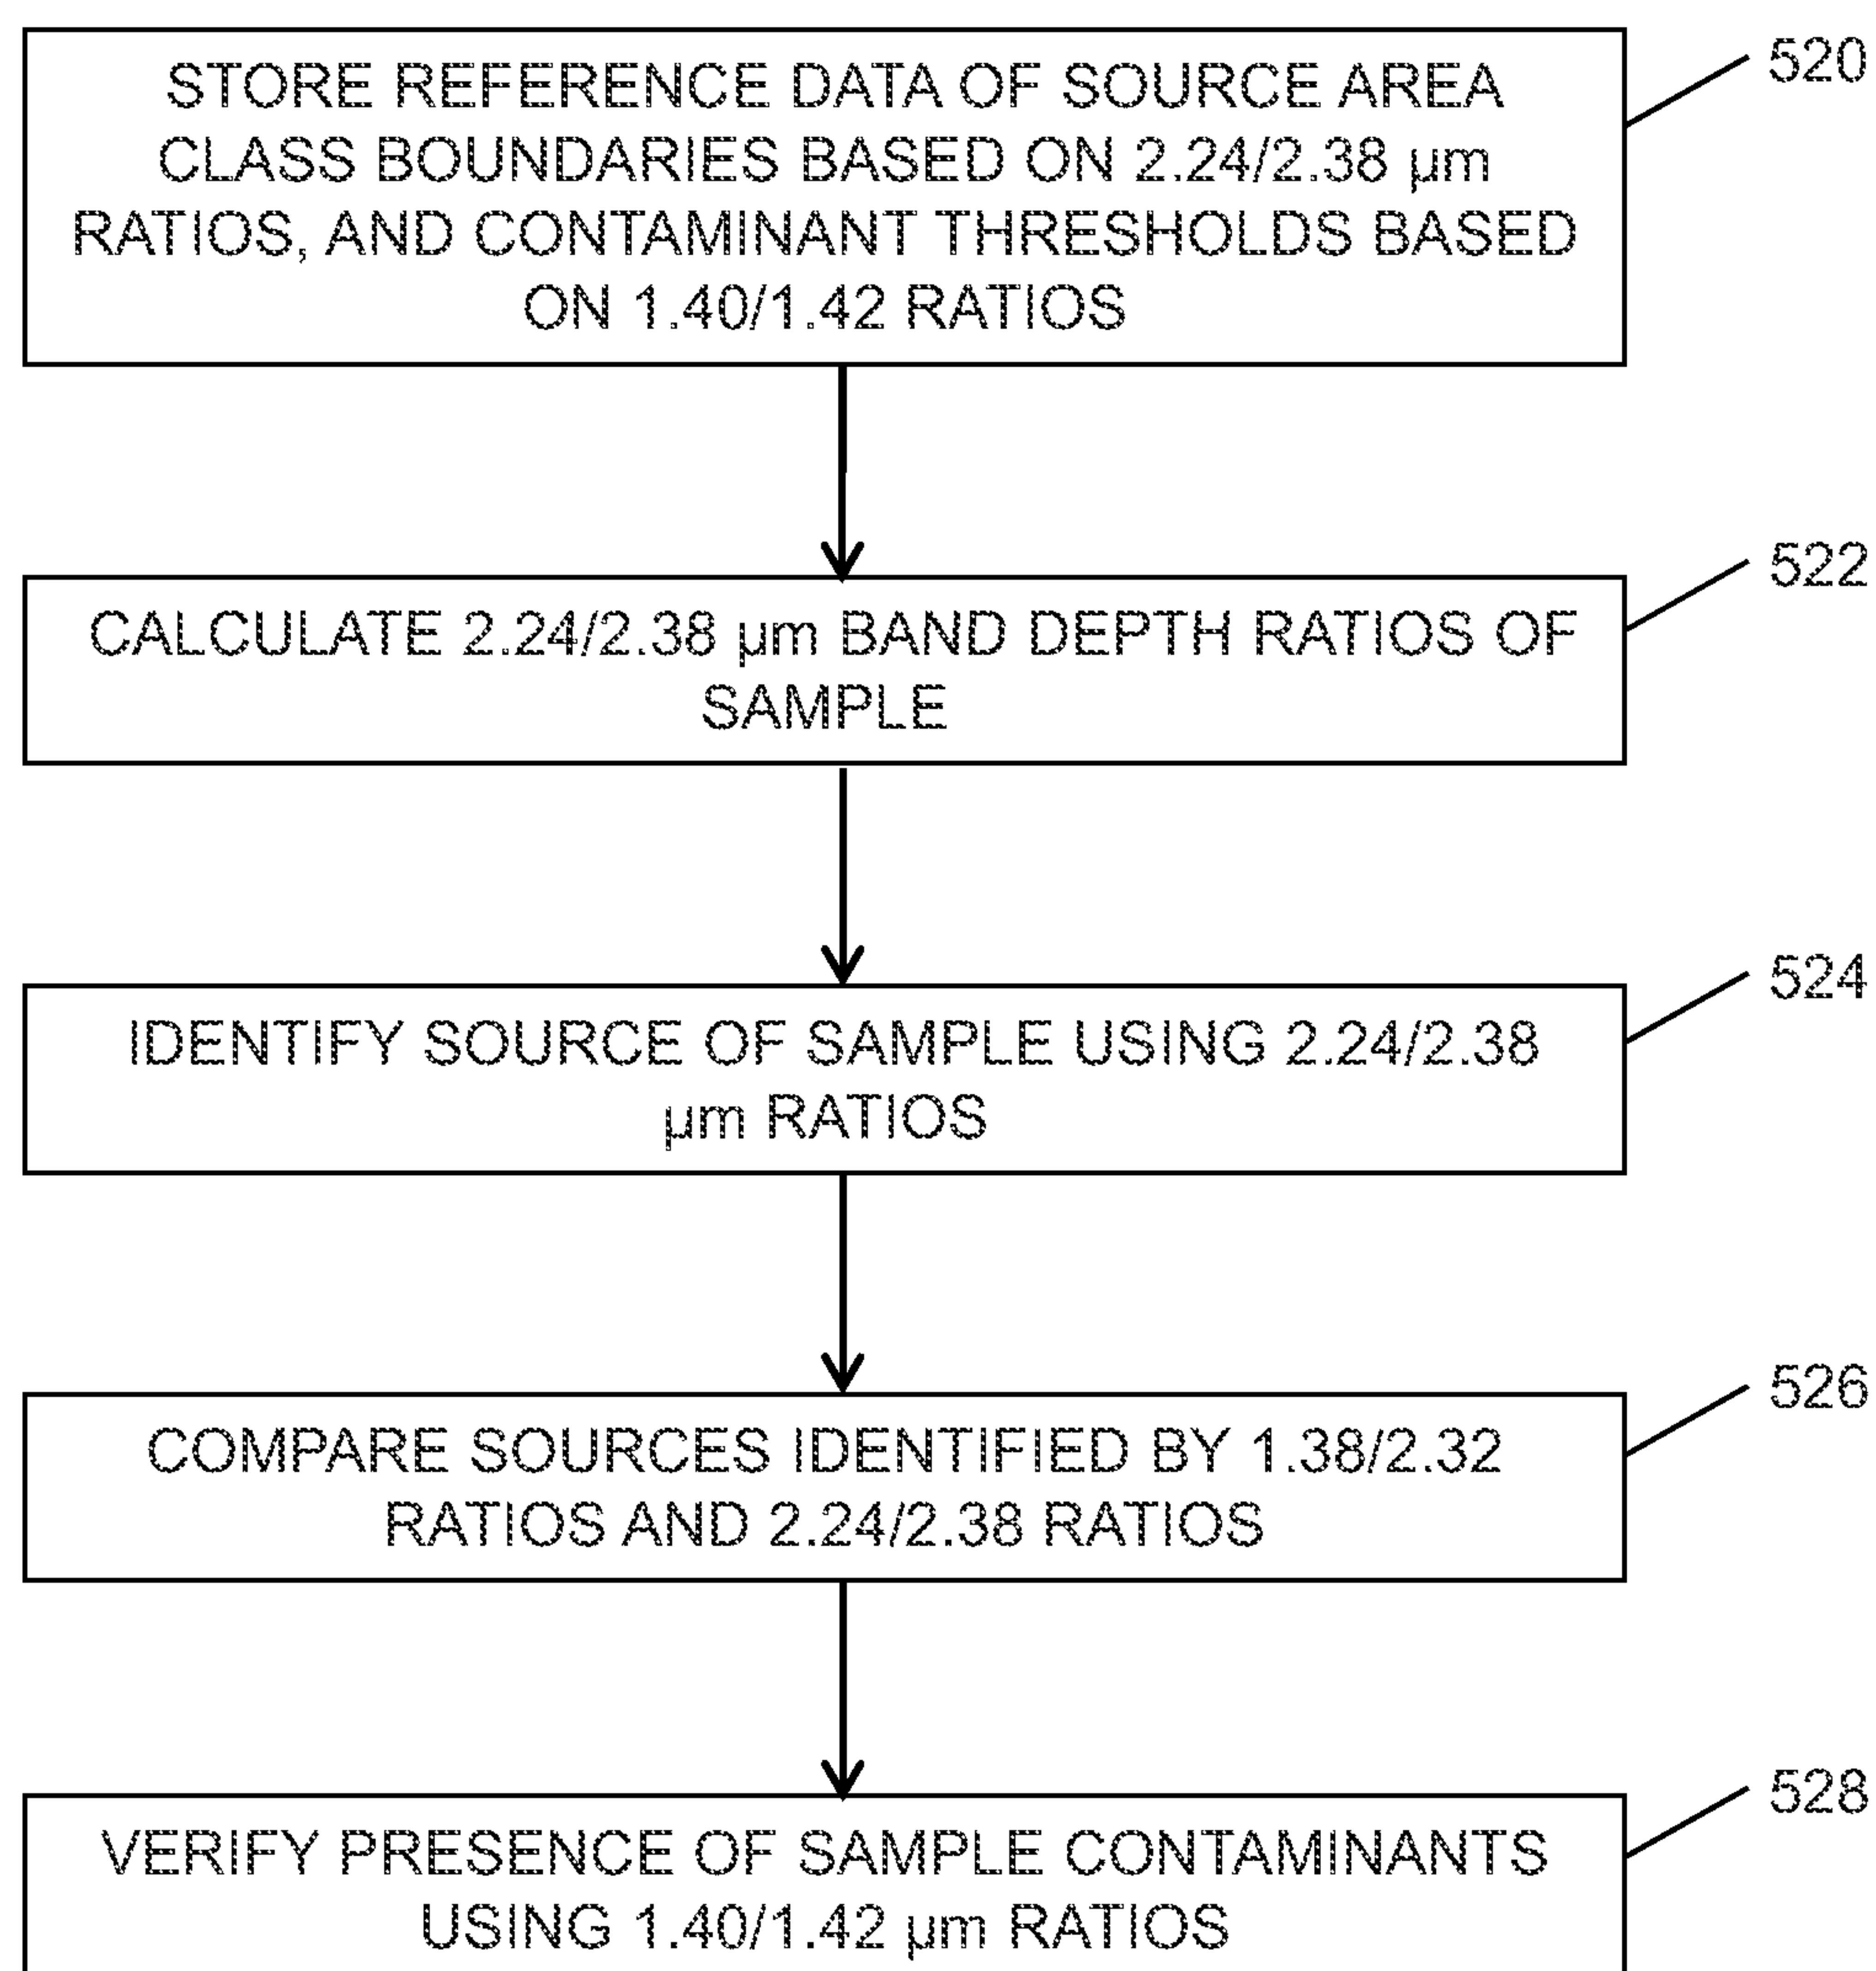 STORE REFERENCE DATA OF SOURCE AREA
CLASS BOUNDARIES BASED ON 2.24/2.38 µm
RATIOS, AND CONTAMINANT THRESHOLDS BASED
ON 1.40/1.42 RATIOS
520
CALCULATE 2.24/2.38 µm BAND DEPTH RATIOS OF
SAMPLE
522
IDENTIFY SOURCE OF SAMPLE USING 2.24/2.38
µm RATIOS
524
COMPARE SOURCES IDENTIFIED BY 1.38/2.32
RATIOS AND 2.24/2.38 RATIOS
526
VERIFY PRESENCE OF SAMPLE CONTAMINANTS
USING 1.40/1.42 µm RATIOS
528